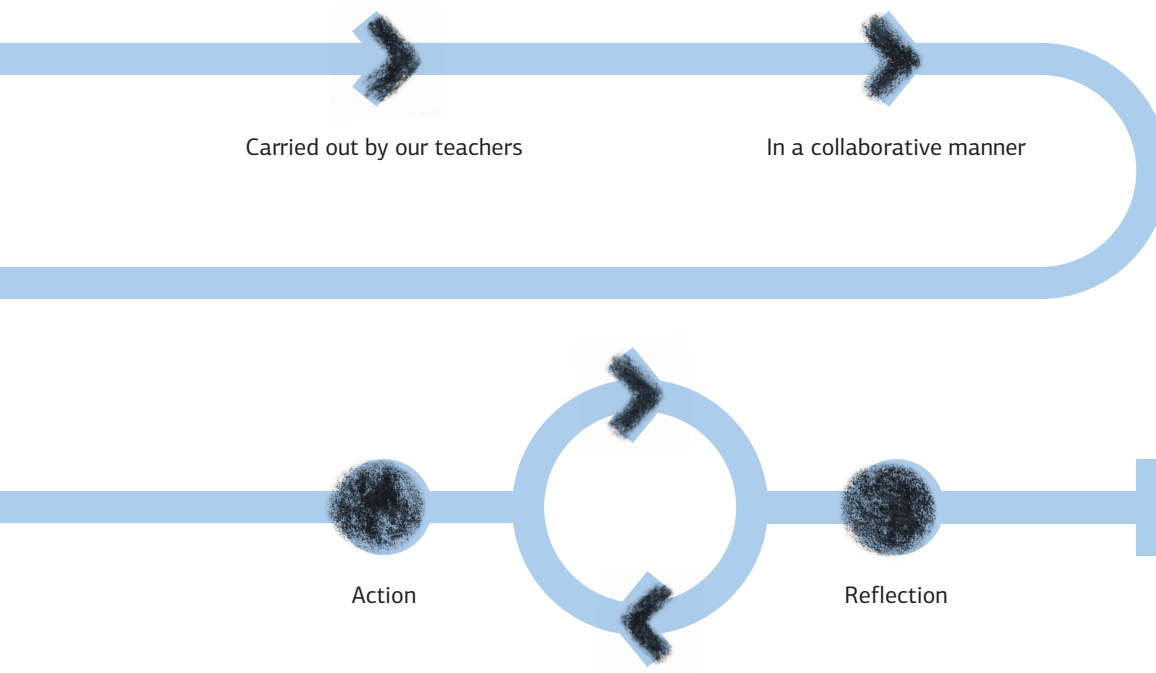 Carried out by our teachers
In a collaborative manner
Action
Reflection